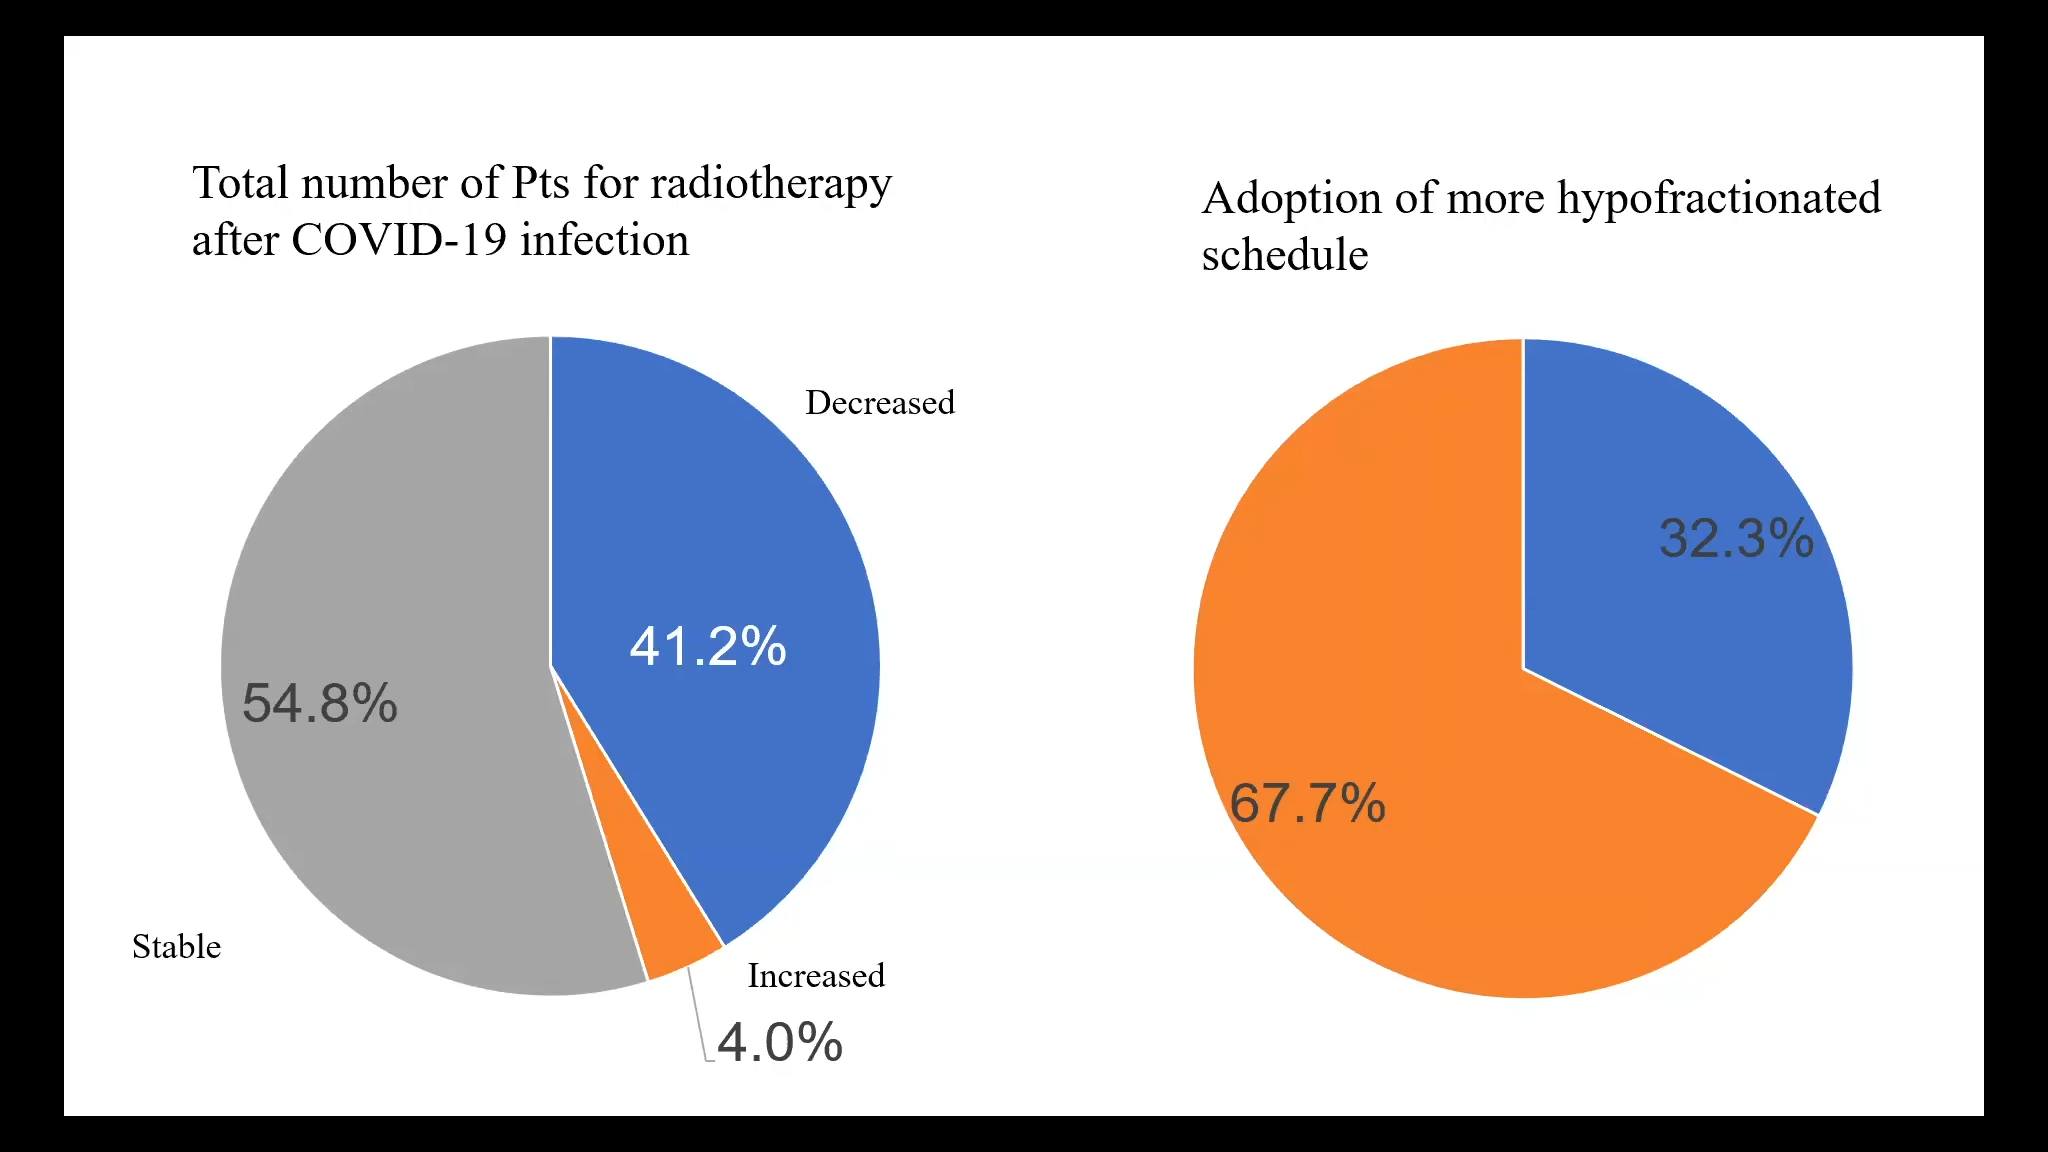 Total number of Pts for radiotherapy
after COVID-19 infection
Decreased
41.2%
54.8%
Stable
Increased
4.0%
Adoption of more hypofractionated
schedule
32.3%
67.7%